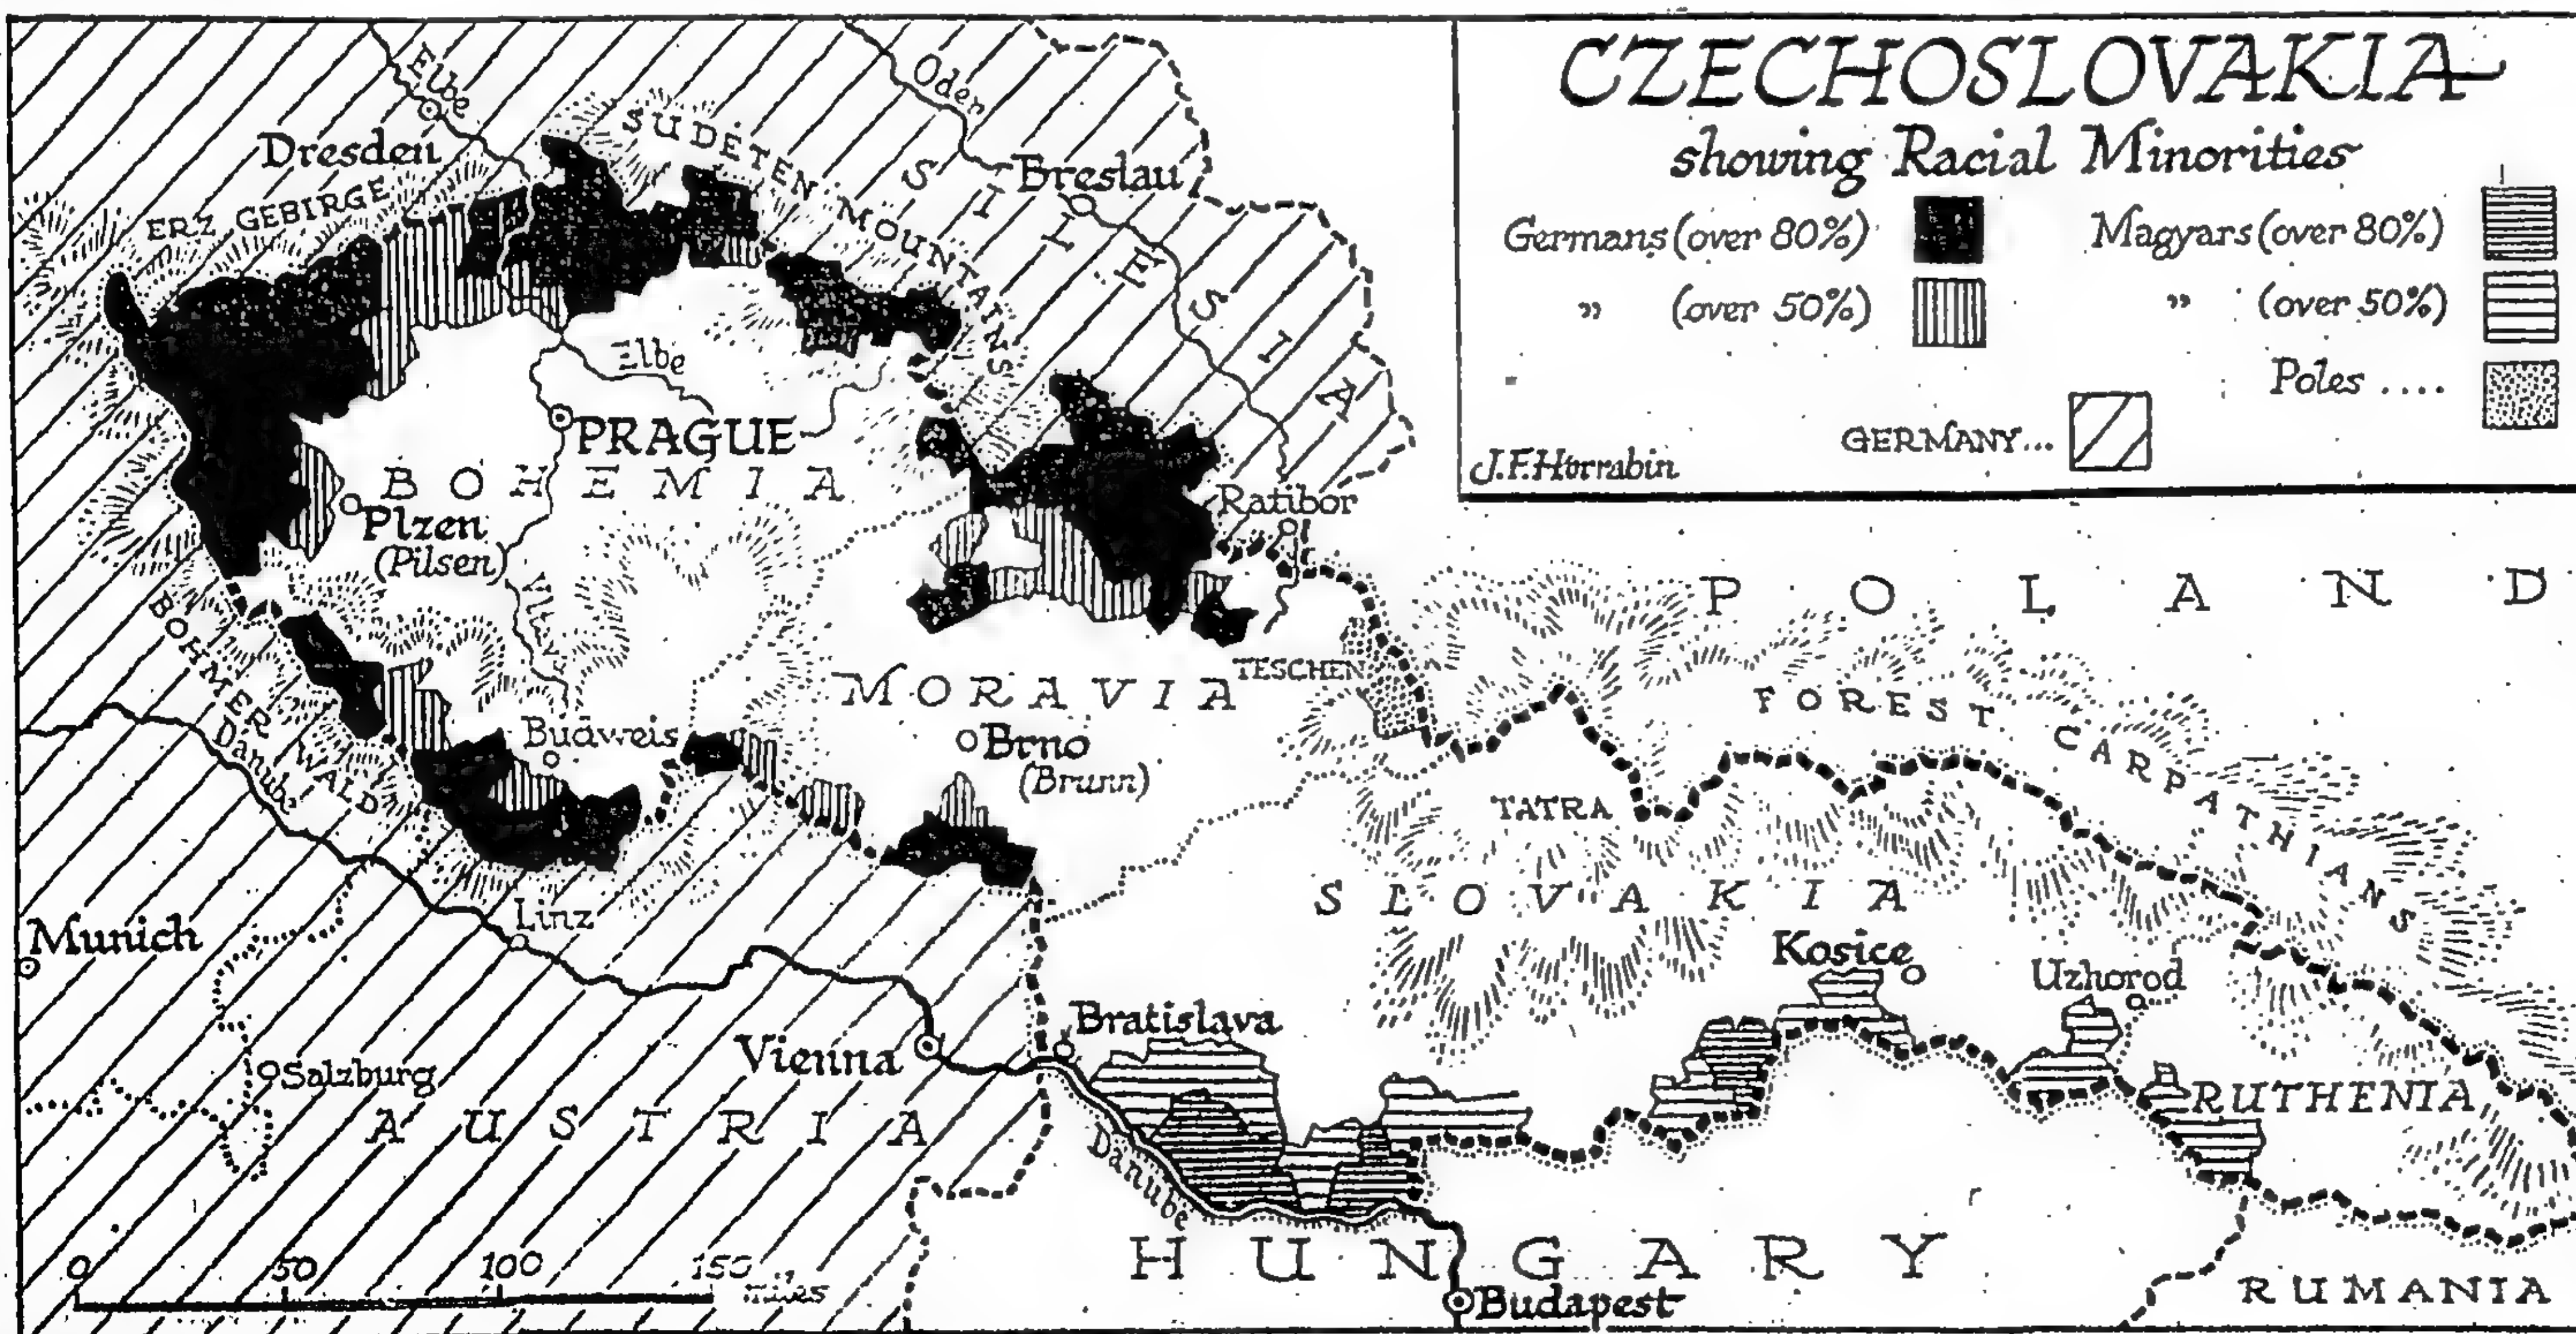 CZECHOSLOVAKIA
showing Racial Minorities
Germans (over 80%)
Magyars (over 80%)
" (over 50%)
" (over 50%)
Poles ....
GERMANY...
J.F. Horrabin
Elbe
Oder
Dresden
SUDETEN MOUNTAINS
ERZ GEBIRGE
SILESIA
Breslau
Elbe
PRAGUE
BOHEMIA
Plzen
(Pilsen)
Vltava
Ratibor
POLAND
BOHMER WALD
Danube
TESCHEN
MORAVIA
Budweis
Brno
(Brunn)
FOREST CARPATHIANS
TATRA
SLOVAKIA
Munich
Linz
Kosice
Uzhorod
Bratislava
Vienna
Salzburg
RUTHENIA
AUSTRIA
Danube
HUNGARY
0 50 100 150
miles
Budapest
RUMANIA